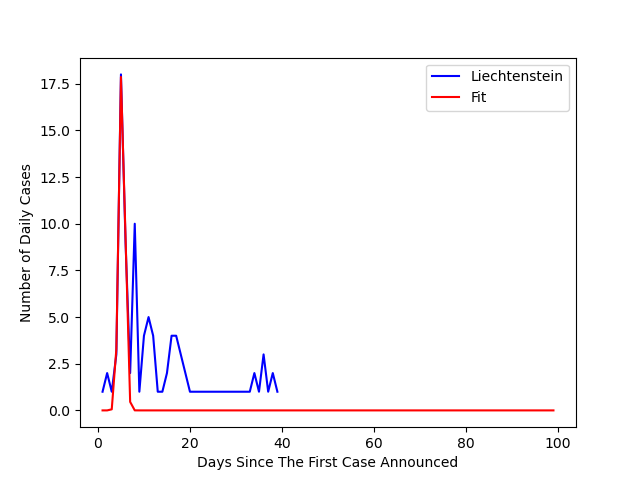 Liechtenstein
Fit
17.5
15.0
12.5
10.0
7.5
5.0
2.5
0.0
Number of Daily Cases
0 20 40 60 80 100
Days Since The First Case Announced